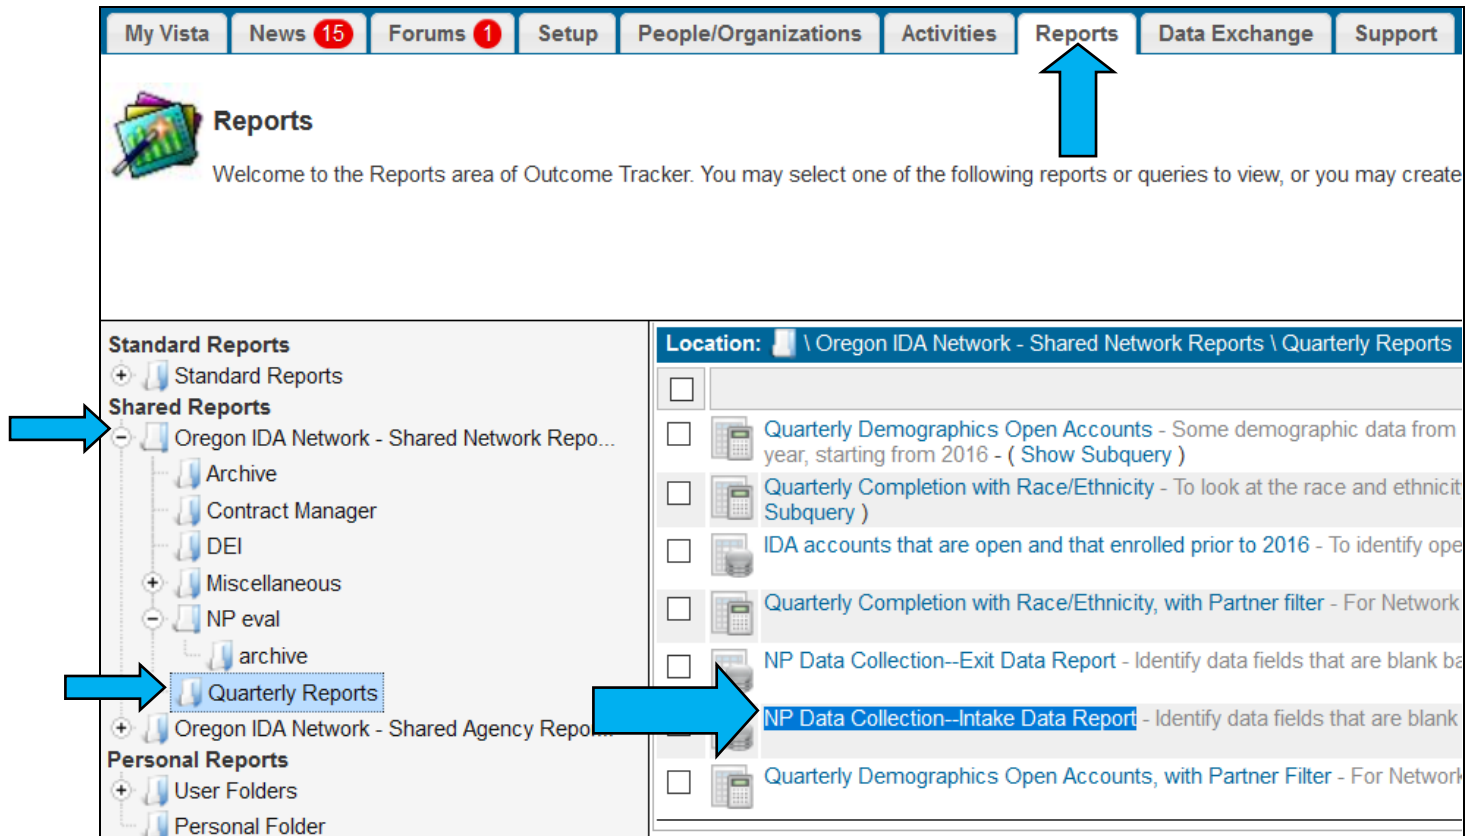 My Vista News 15 Forums 1 Setup People/Organizations Activities Reports Data Exchange Support
Reports
Welcome to the Reports area of Outcome Tracker. You may select one of the following reports or queries to view, or you may create
Standard Reports
Standard Reports
Shared Reports
Oregon IDA Network - Shared Network Repo...
Archive
Contract Manager
DEI
Miscellaneous
NP eval
archive
Quarterly Reports
Oregon IDA Network - Shared Agency Repor...
Personal Reports
User Folders
Personal Folder
Location: \ Oregon IDA Network - Shared Network Reports \ Quarterly Reports
Quarterly Demographics Open Accounts - Some demographic data from
year, starting from 2016 - ( Show Subquery )
Quarterly Completion with Race/Ethnicity - To look at the race and ethnicit
Subquery )
IDA accounts that are open and that enrolled prior to 2016 - To identify ope
Quarterly Completion with Race/Ethnicity, with Partner filter - For Network
NP Data Collection--Exit Data Report - Identify data fields that are blank ba
NP Data Collection--Intake Data Report - Identify data fields that are blank
Quarterly Demographics Open Accounts, with Partner Filter - For Network